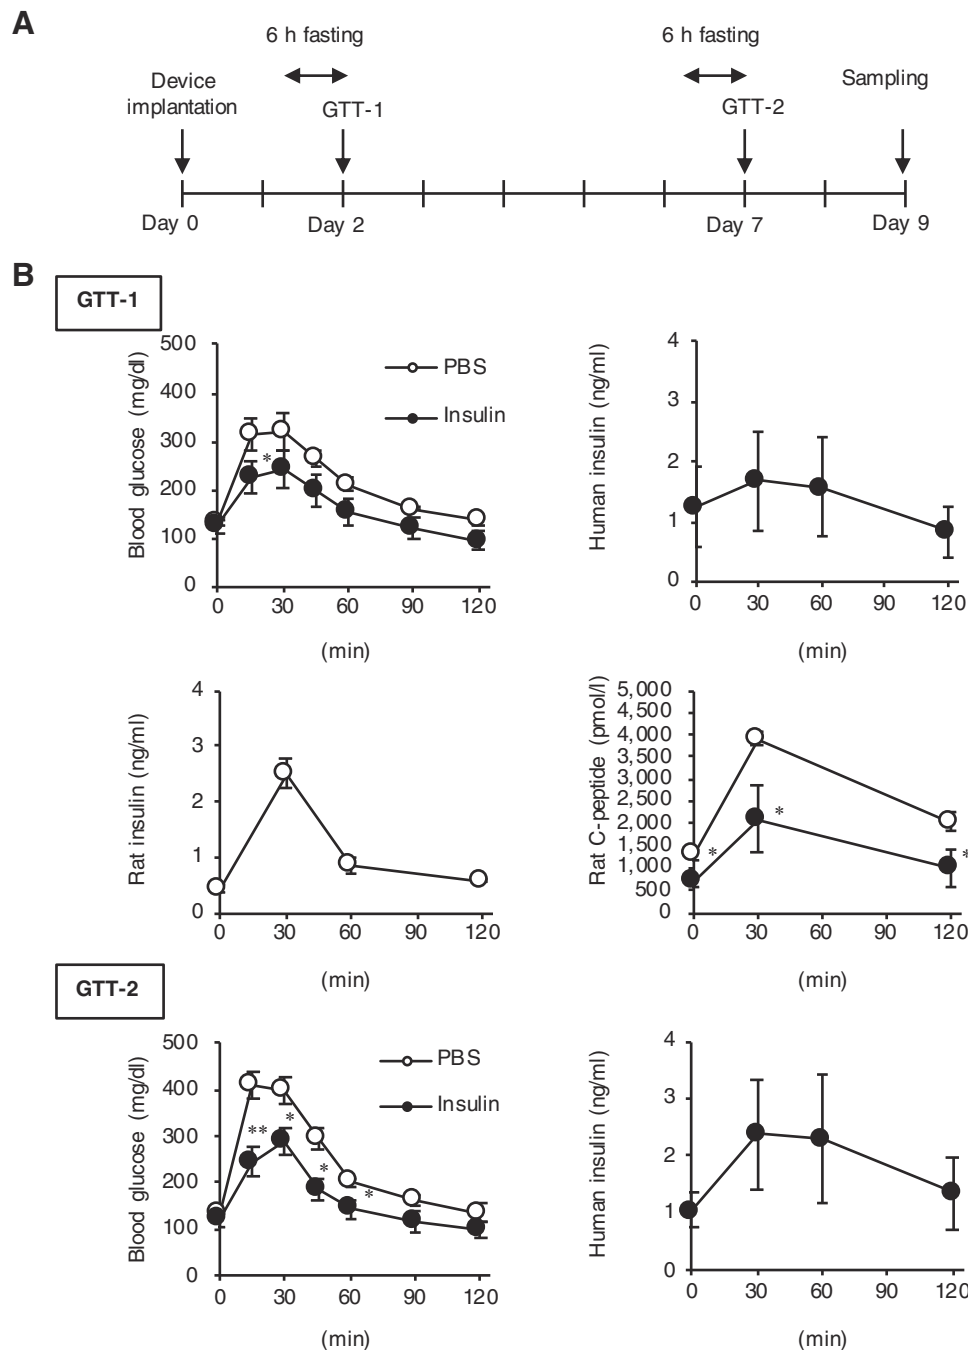 A
6 h fasting
6 h fasting
Device
implantation
GTT-1
GTT-2
Sampling
Day 0
Day 2
Day 7
Day 9
B
GTT-1
Blood glucose (mg/dl)
500
400
300
200
100
0
PBS
Insulin
*
0 30 60 90 120
(min)
Human insulin (ng/ml)
4
3
2
1
0
0 30 60 90 120
(min)
Rat insulin (ng/ml)
4
3
2
1
0
0 30 60 90 120
(min)
Rat C-peptide (pmol/l)
5,000
4,500
4,000
3,500
3,000
2,500
2,000
1,500
1,000
500
0
*
*
*
0 30 60 90 120
(min)
GTT-2
Blood glucose (mg/dl)
500
400
300
200
100
0
PBS
Insulin
**
*
*
*
0 30 60 90 120
(min)
Human insulin (ng/ml)
4
3
2
1
0
0 30 60 90 120
(min)